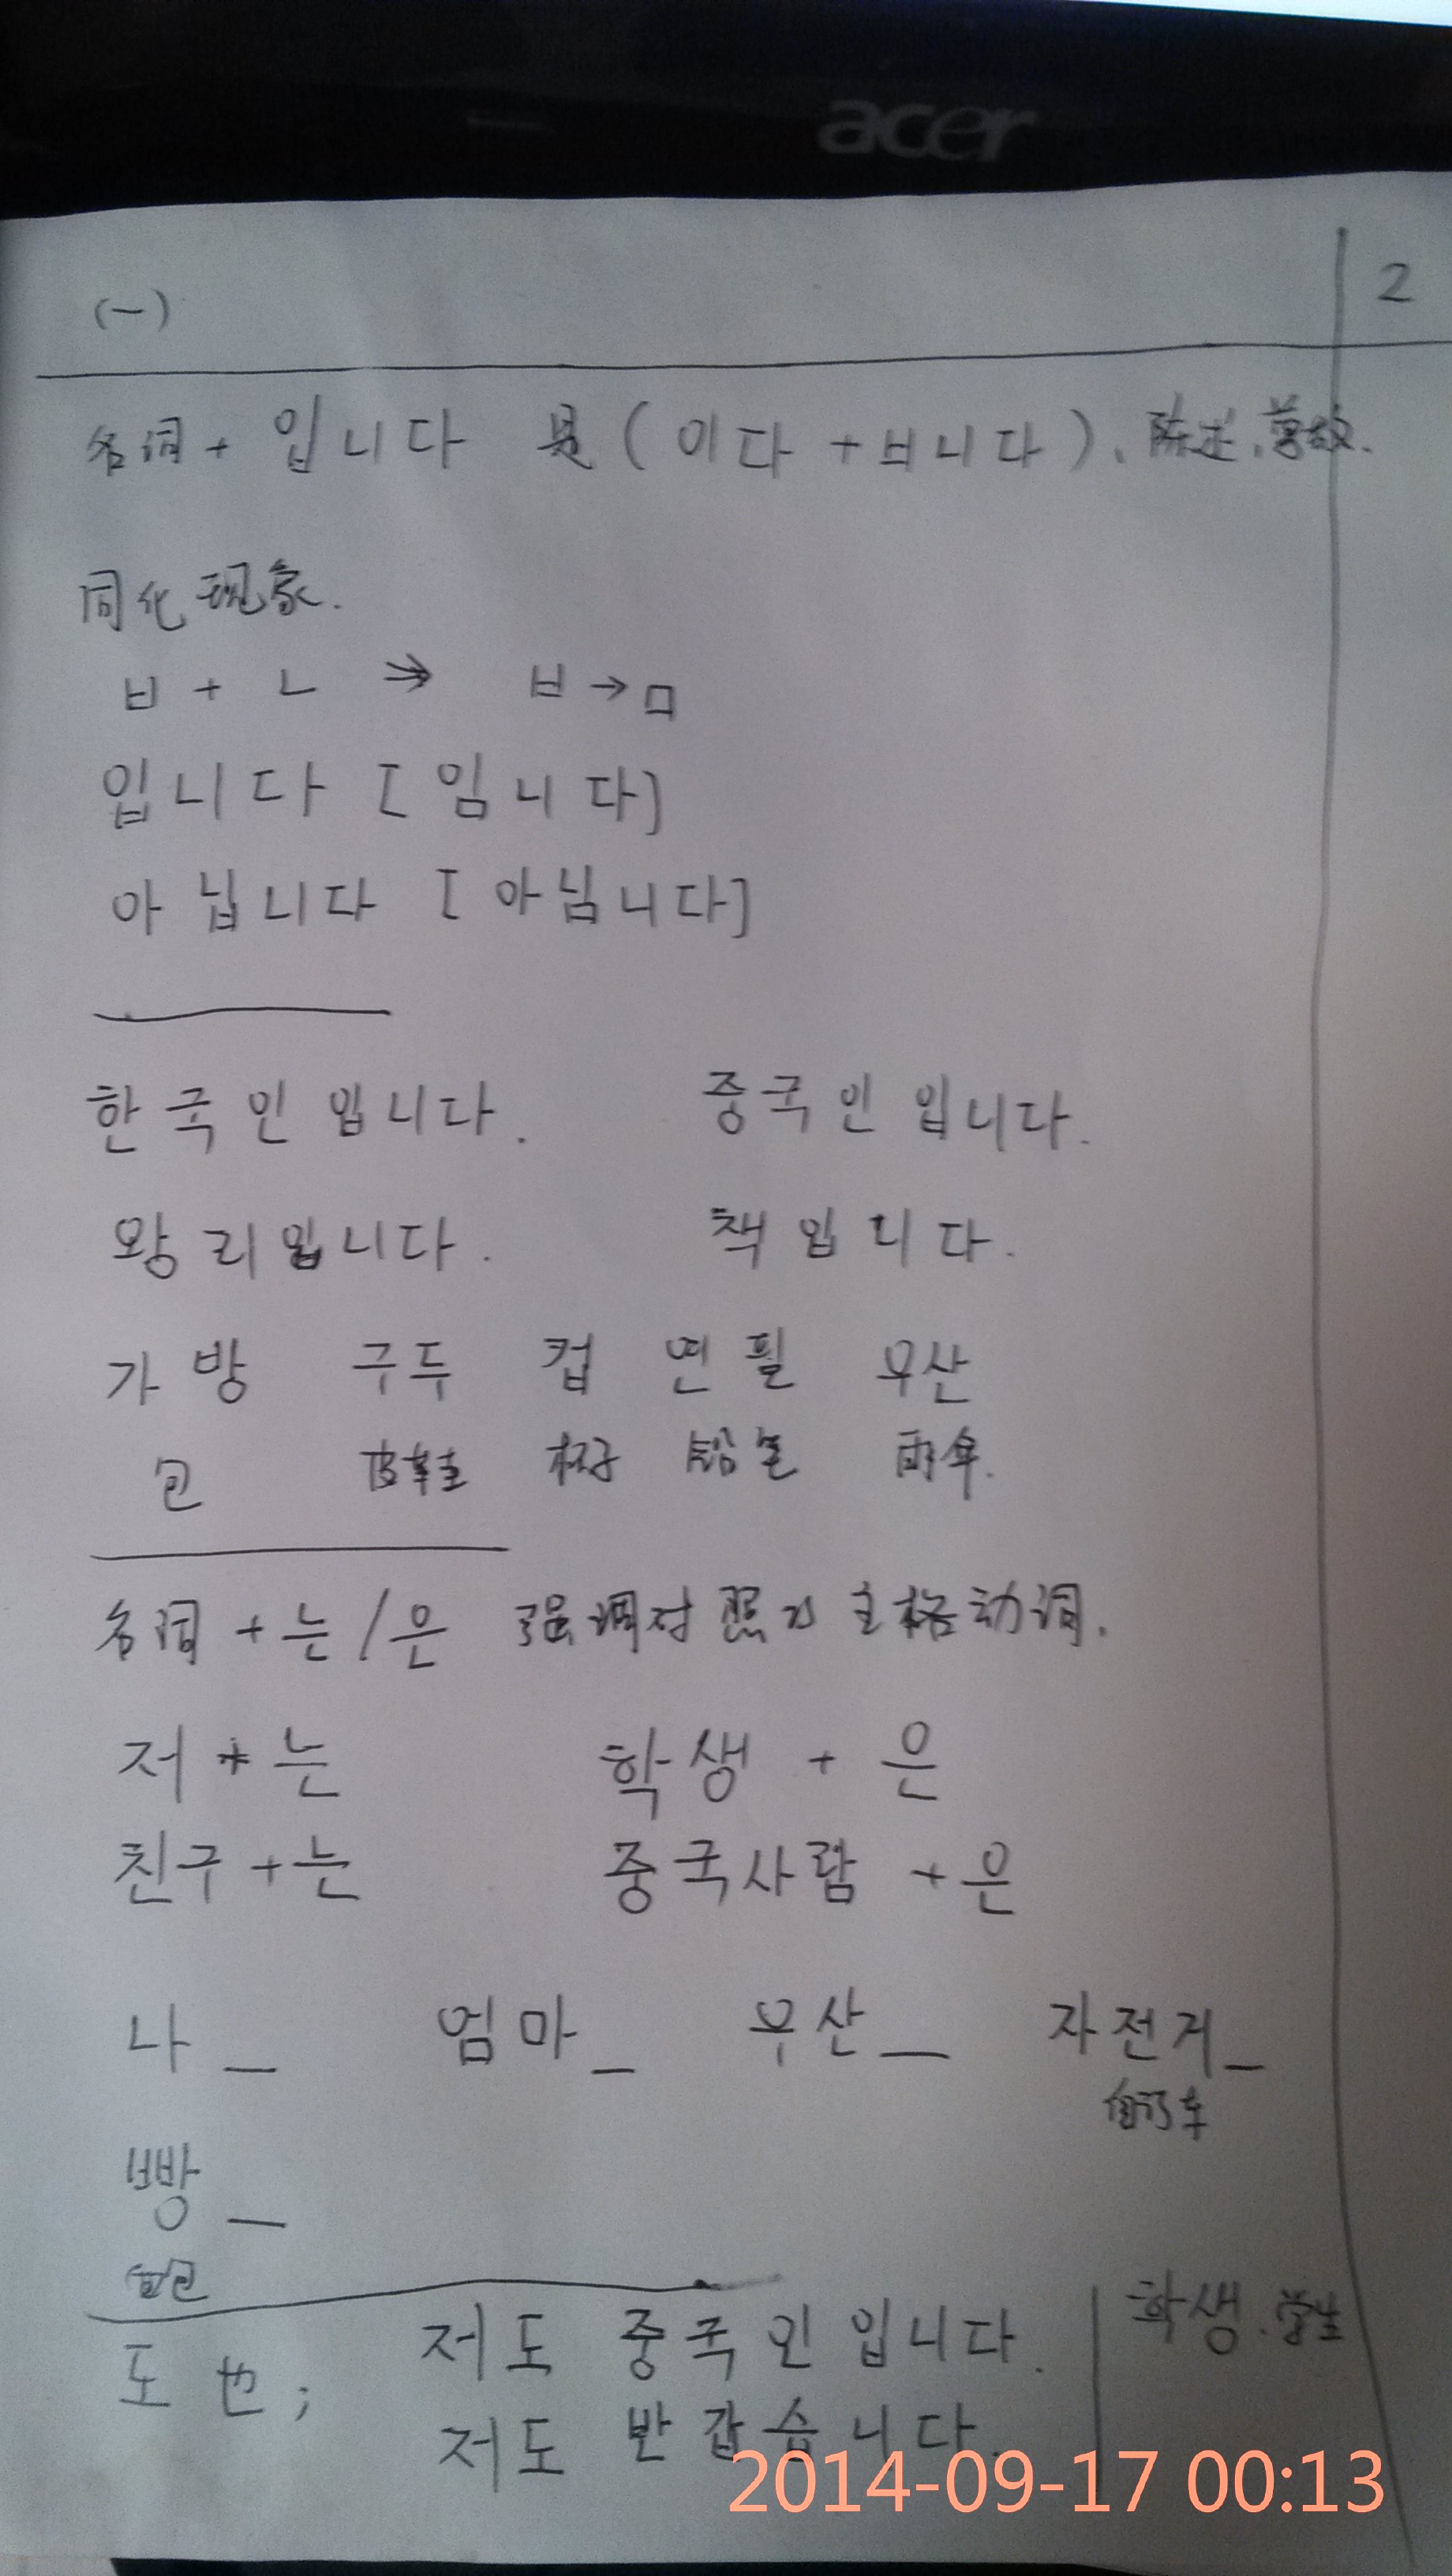 acer
(一) 2
名词 + 입니다 是 (이다 + ㅂ니다)、陈述、尊敬.
同化现象.
ㅂ + ㄴ ⇒ ㅂ → ㅁ
입니다 [임니다]
아닙니다 [아님니다]
한국인입니다. 중국인입니다.
왕리입니다. 책입니다.
가방 구두 컵 연필 우산
包 皮鞋 杯子 铅笔 雨伞.
名词 + 는/은 强调对照 主格动词.
저 + 는 학생 + 은
친구 + 는 중국사람 + 은
나_ 엄마_ 우산_ 자전거_
自行车
빵_
面包
도 也; 저도 중국인입니다. 학생.学生
저도 반갑습니다.
2014-09-17 00:13